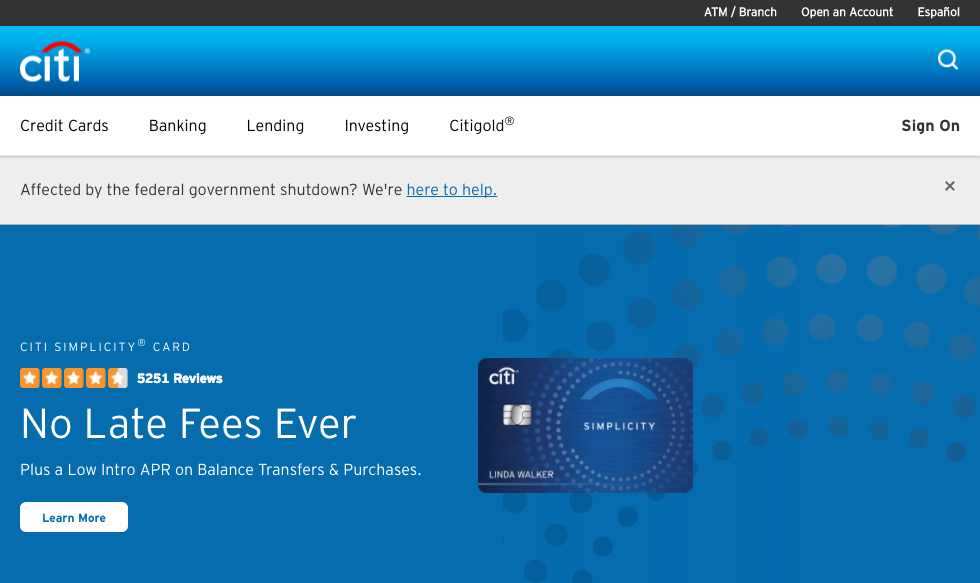 ATM / Branch Open an Account Español
citi®
Credit Cards Banking Lending Investing Citigold® Sign On
Affected by the federal government shutdown? We're here to help.
CITI SIMPLICITY® CARD
5251 Reviews
No Late Fees Ever
Plus a Low Intro APR on Balance Transfers & Purchases.
Learn More
citi
SIMPLICITY
LINDA WALKER